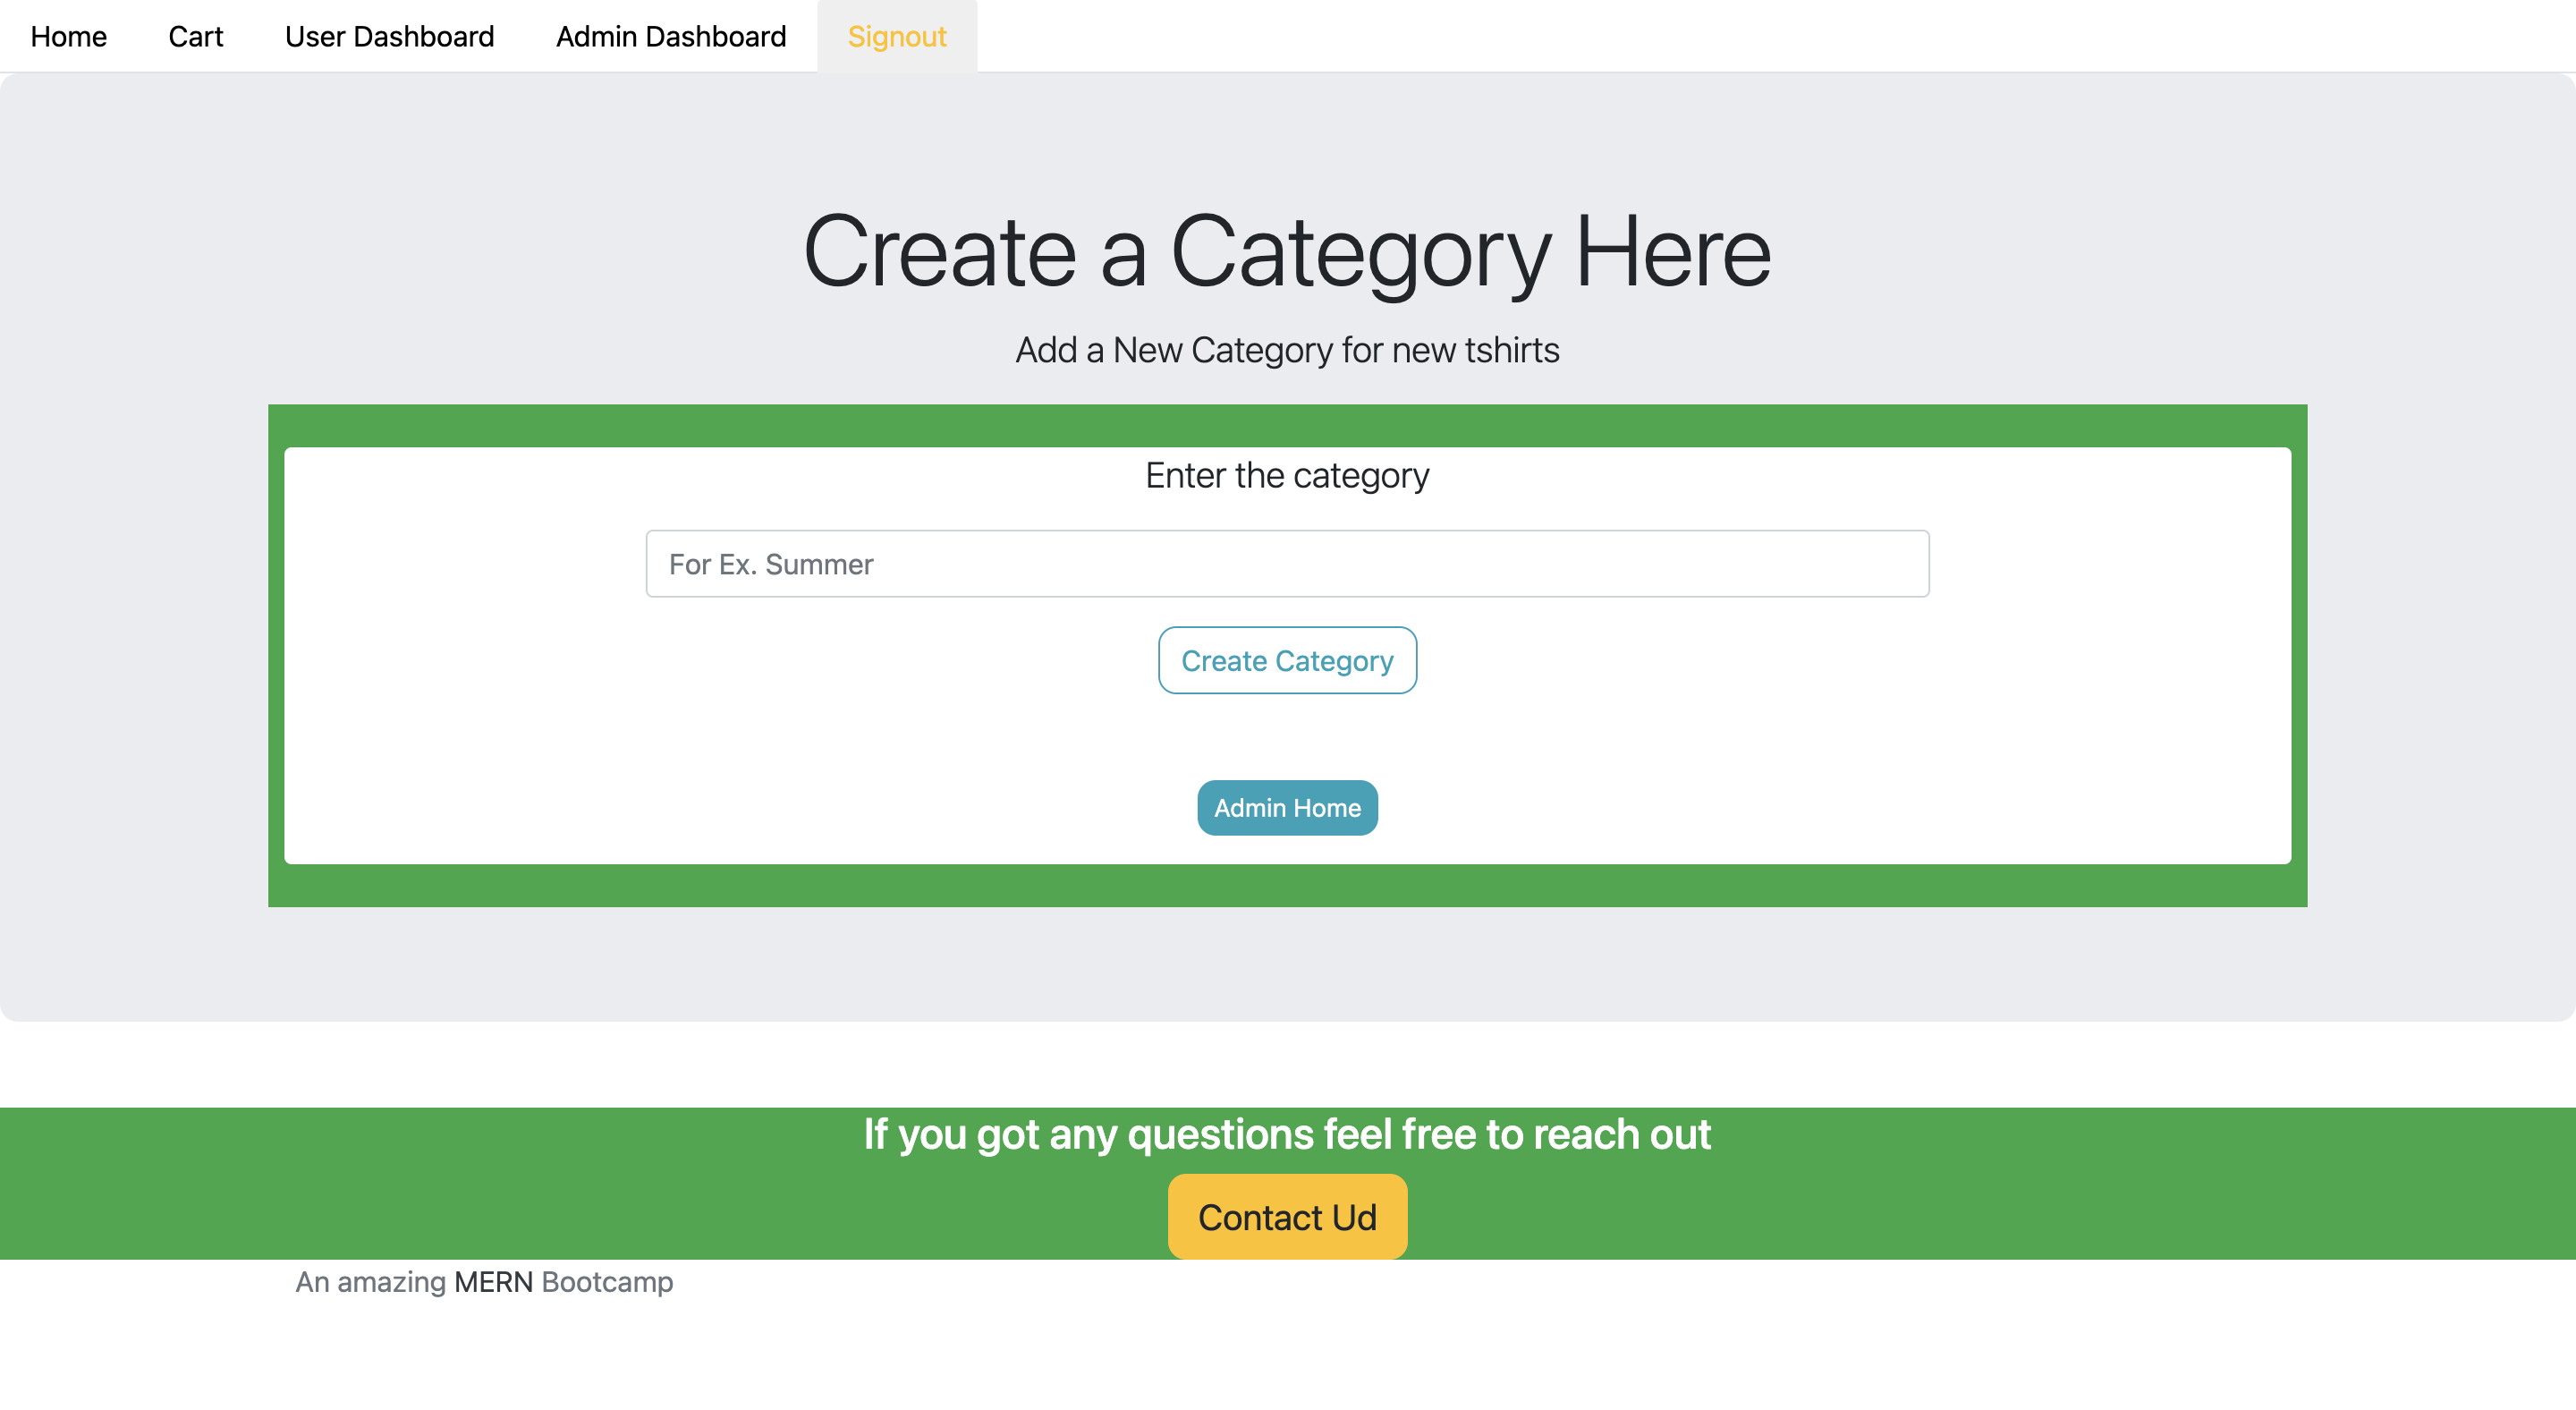 Home Cart User Dashboard Admin Dashboard Signout
Create a Category Here
Add a New Category for new tshirts
Enter the category
For Ex. Summer
Create Category
Admin Home
If you got any questions feel free to reach out
Contact Ud
An amazing MERN Bootcamp